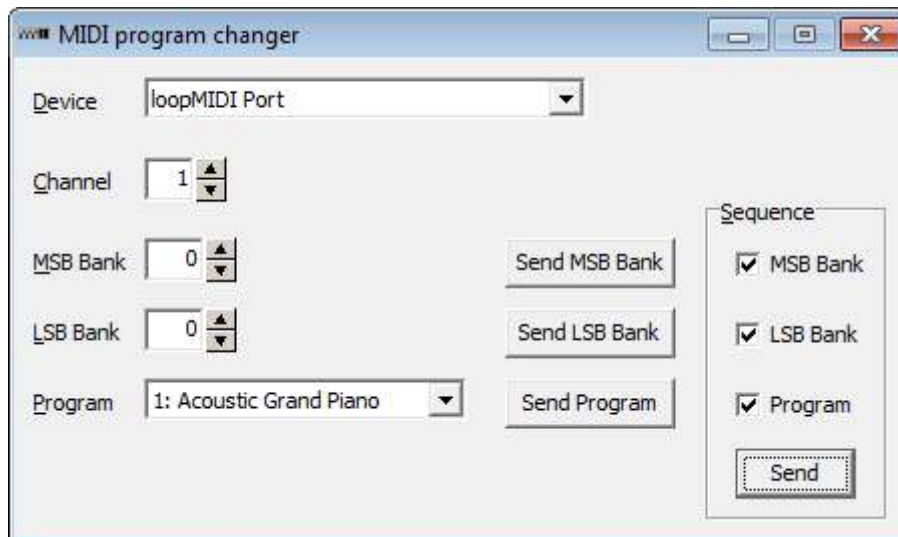 MIDI program changer
Device loopMIDI Port
Channel 1
Sequence
MSB Bank 0 Send MSB Bank MSB Bank
LSB Bank 0 Send LSB Bank LSB Bank
Program 1: Acoustic Grand Piano Send Program Program
Send